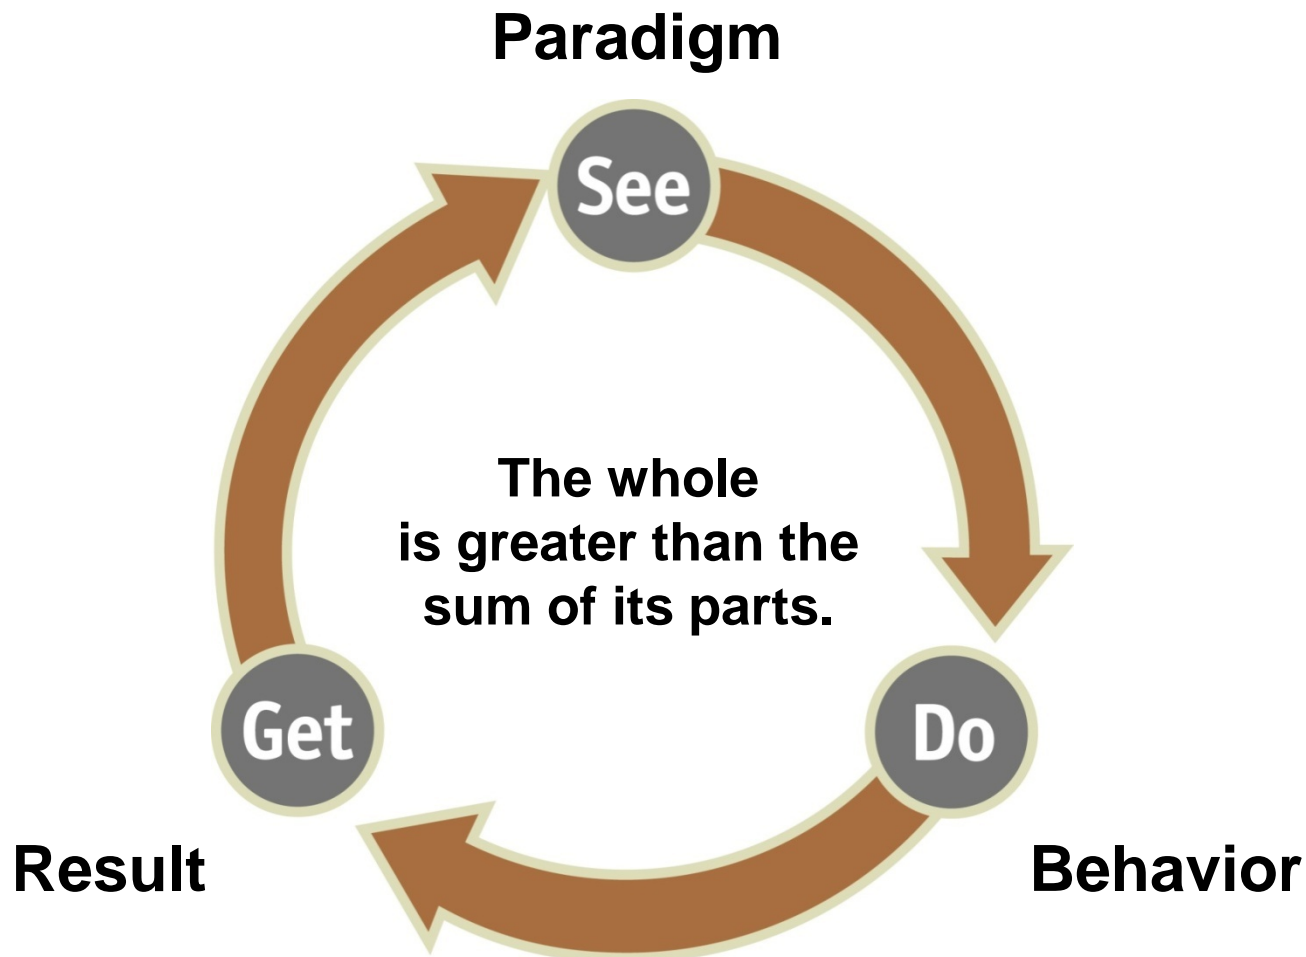 Paradigm
See
The whole
is greater than the
sum of its parts.
Get
Do
Result
Behavior